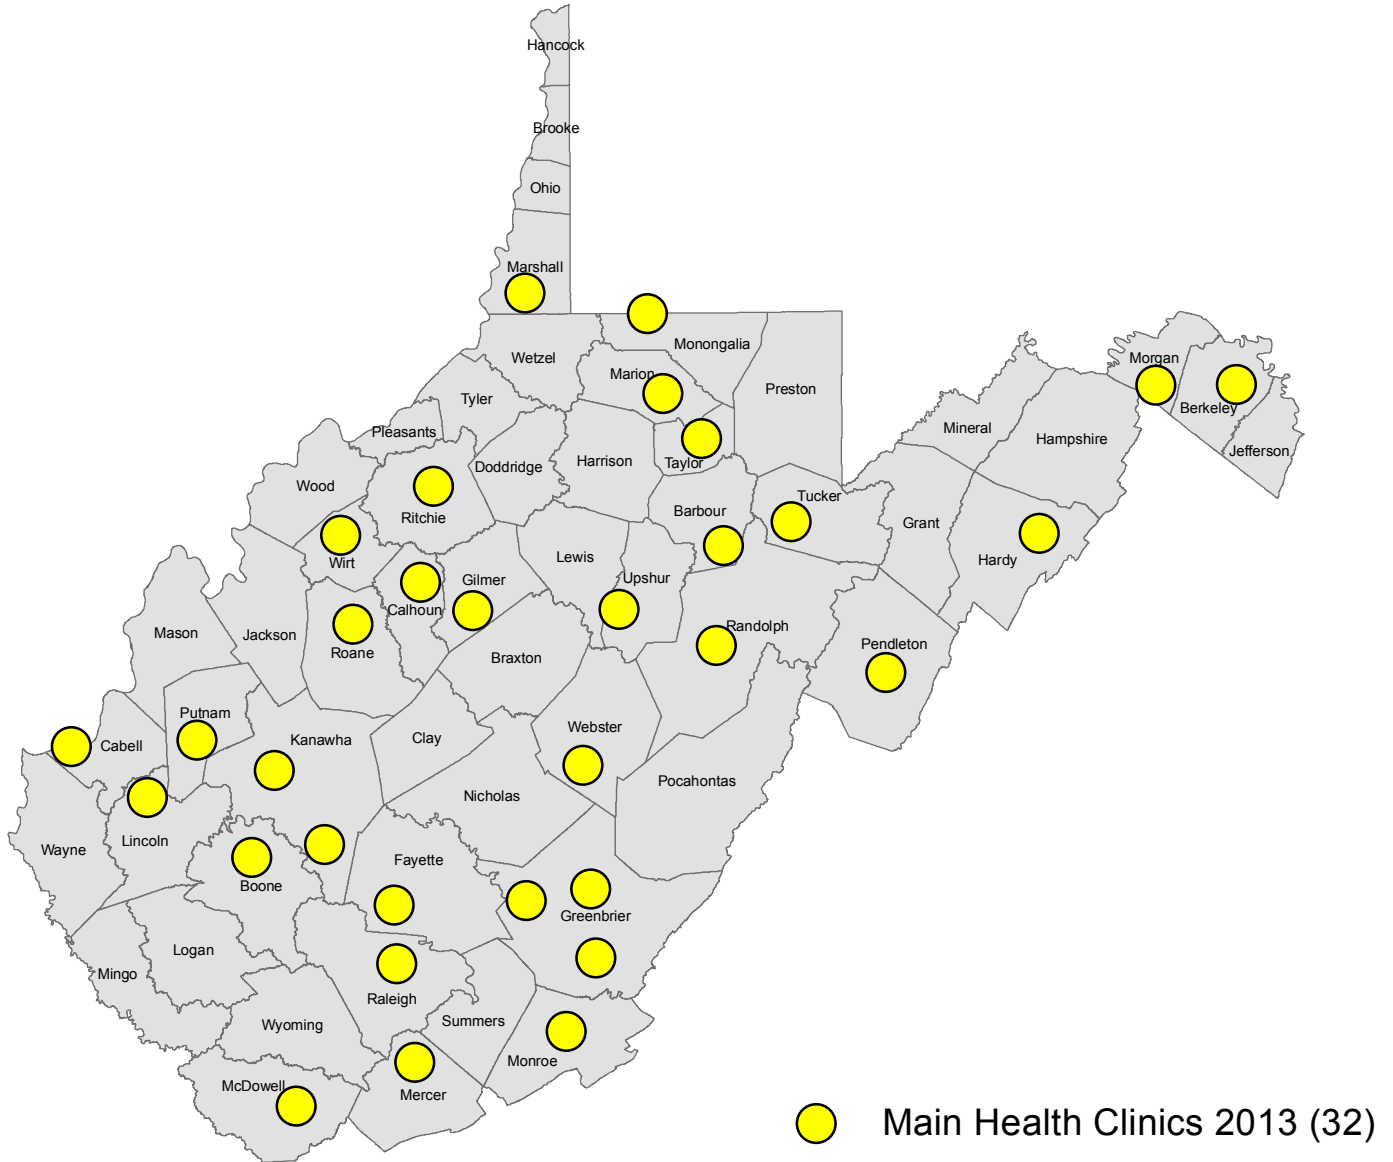 Hancock
Brooke
Ohio
Marshall
Monongalia
Wetzel
Morgan
Marion
Preston
Tyler
Berkeley
Mineral
Pleasants
Hampshire
Jefferson
Harrison
Taylor
Doddridge
Wood
Tucker
Barbour
Ritchie
Grant
Lewis
Hardy
Wirt
Upshur
Gilmer
Calhoun
Randolph
Mason
Jackson
Pendleton
Roane
Braxton
Putnam
Webster
Clay
Kanawha
Cabell
Pocahontas
Nicholas
Lincoln
Wayne
Fayette
Boone
Greenbrier
Logan
Mingo
Raleigh
Summers
Wyoming
Monroe
McDowell
Mercer
Main Health Clinics 2013 (32)